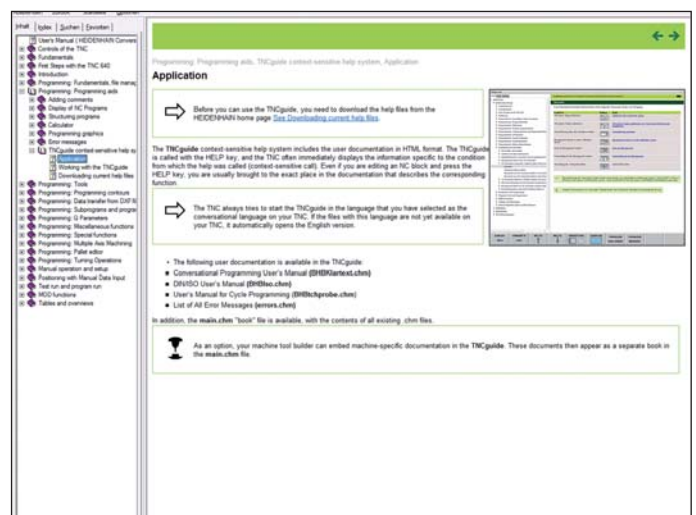 Inhalt Index Suchen Favoriten
User's Manual (HEIDENHAIN Convers
Controls of the TNC
Fundamentals
First Steps with the TNC 640
Introduction
Programming: Fundamentals, file manag
Programming: Programming aids
Adding comments
Display of NC Programs
Structuring programs
Calculator
Programming graphics
Error messages
TNCguide context-sensitive help sy
Application
Working with the TNCguide
Downloading current help files
Programming: Tools
Programming: Programming contours
Programming: Data transfer from DXF fi
Programming: Subprograms and progra
Programming: Q Parameters
Programming: Miscellaneous functions
Programming: Special functions
Programming: Multiple Axis Machining
Programming: Pallet editor
Programming: Turning Operations
Manual operation and setup
Positioning with Manual Data Input
Test run and program run
MOD functions
Tables and overviews
Programming: Programming aids, TNCguide context-sensitive help system, Application
Application
Before you can use the TNCguide, you need to download the help files from the
HEIDENHAIN home page See Downloading current help files.
The TNCguide context-sensitive help system includes the user documentation in HTML format. The TNCguide
is called with the HELP key, and the TNC often immediately displays the information specific to the condition
from which the help was called (context-sensitive call). Even if you are editing an NC block and press the
HELP key, you are usually brought to the exact place in the documentation that describes the corresponding
function.
The TNC always tries to start the TNCguide in the language that you have selected as the
conversational language on your TNC. If the files with this language are not yet available on
your TNC, it automatically opens the English version.
• The following user documentation is available in the TNCguide:
■ Conversational Programming User's Manual (BHBKlartext.chm)
■ DIN/ISO User's Manual (BHBIso.chm)
■ User's Manual for Cycle Programming (BHBtchprobe.chm)
■ List of All Error Messages (errors.chm)
In addition, the main.chm "book" file is available, with the contents of all existing .chm files.
As an option, your machine tool builder can embed machine-specific documentation in the TNCguide. These documents then appear as a separate book in
the main.chm file.